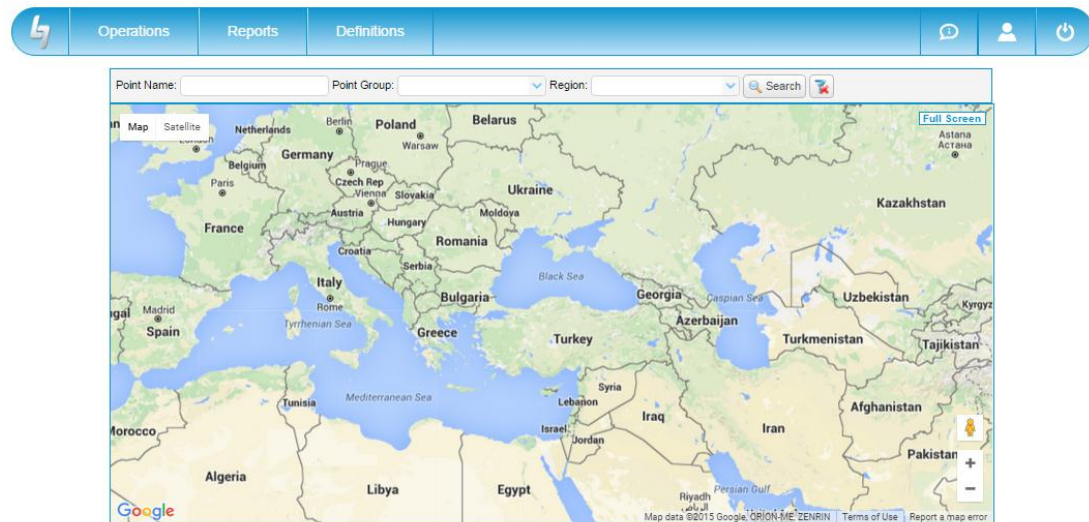 Operations Reports Definitions
Point Name: Point Group: Region: Search
Full Screen
Map Satellite
Netherlands
Berlin
Poland
Warsaw
Belarus
Astana
Астана
Belgium
Germany
Prague
Paris
Czech Rep
Vienna
Slovakia
Ukraine
Kazakhstan
France
Austria
Hungary
Moldova
Romania
Croatia
Serbia
Italy
Rome
Black Sea
Bulgaria
Georgia
Caspian Sea
Uzbekistan
Kyrgyz
Madrid
Spain
Tyrrhenian Sea
Greece
Turkey
Azerbaijan
Turkmenistan
Tajikistan
Tunisia
Mediterranean Sea
Syria
Lebanon
Iraq
Iran
Afghanistan
Morocco
Israel
Jordan
Pakistan
Algeria
Libya
Egypt
Riyadh
Persian Gulf
Google
Map data ©2015 Google, ORION-ME, ZENRIN Terms of Use Report a map error